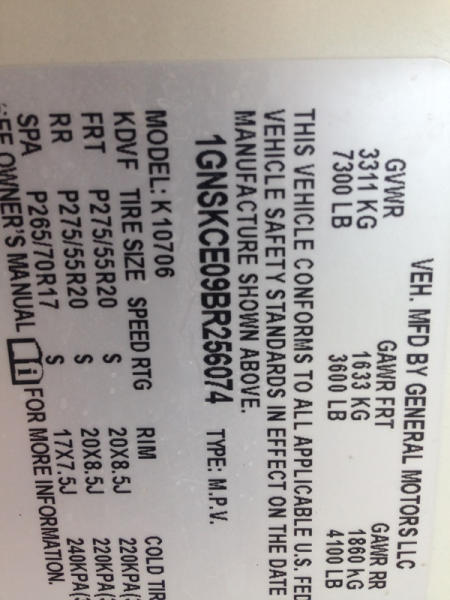 VEH. MFD BY GENERAL MOTORS LLC
GVWR GAWR FRT GAWR RR
3311 KG 1633 KG 1860 KG
7300 LB 3600 LB 4100 LB
THIS VEHICLE CONFORMS TO ALL APPLICABLE U.S. FED
VEHICLE SAFETY STANDARDS IN EFFECT ON THE DATE
MANUFACTURE SHOWN ABOVE.
1GNSKCE09BR256074 TYPE: M.P.V.
MODEL: K10706
KDVF TIRE SIZE SPEED RTG RIM COLD TIR
FRT P275/55R20 S 20X8.5J 220KPA(
RR P275/55R20 S 20X8.5J 220KPA(
SPA P265/70R17 S 17X7.5J 240KPA(
SEE OWNER'S MANUAL i FOR MORE INFORMATION.